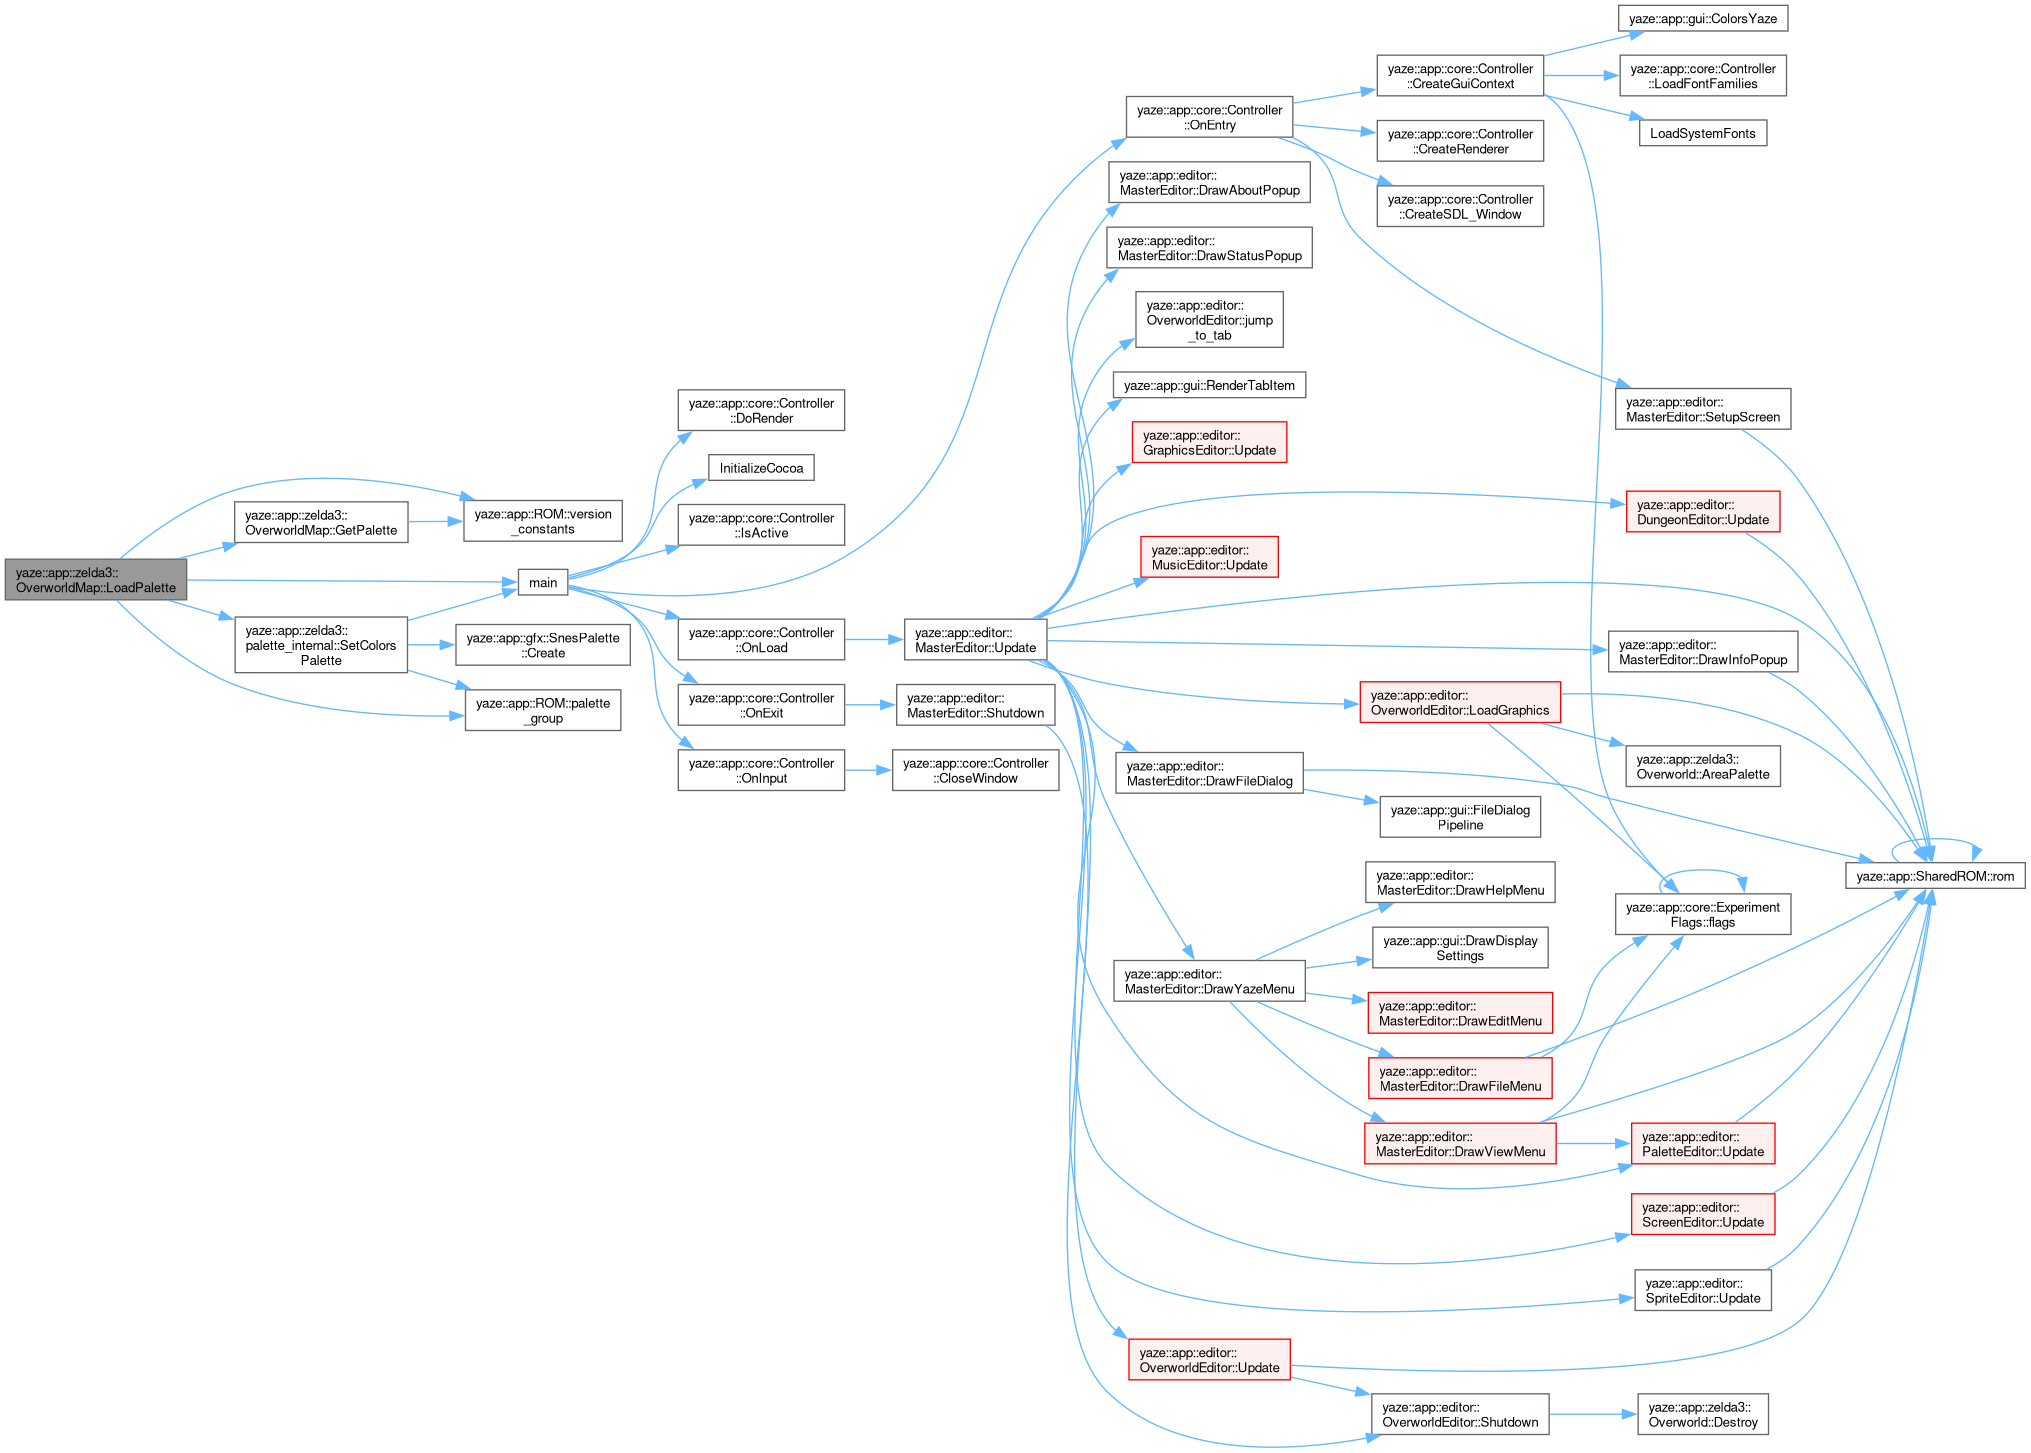 yaze::app::zelda3::
OverworldMap::LoadPalette
yaze::app::zelda3::
OverworldMap::GetPalette
yaze::app::zelda3::
palette_internal::SetColors
Palette
yaze::app::ROM::version
_constants
main
yaze::app::gfx::SnesPalette
::Create
yaze::app::ROM::palette
_group
yaze::app::core::Controller
::DoRender
InitializeCocoa
yaze::app::core::Controller
::IsActive
yaze::app::core::Controller
::OnLoad
yaze::app::core::Controller
::OnExit
yaze::app::core::Controller
::OnInput
yaze::app::editor::
MasterEditor::Update
yaze::app::editor::
MasterEditor::Shutdown
yaze::app::core::Controller
::CloseWindow
yaze::app::core::Controller
::OnEntry
yaze::app::editor::
MasterEditor::DrawAboutPopup
yaze::app::editor::
MasterEditor::DrawStatusPopup
yaze::app::editor::
OverworldEditor::jump
_to_tab
yaze::app::gui::RenderTabItem
yaze::app::editor::
GraphicsEditor::Update
yaze::app::editor::
MusicEditor::Update
yaze::app::editor::
MasterEditor::DrawFileDialog
yaze::app::editor::
MasterEditor::DrawYazeMenu
yaze::app::editor::
OverworldEditor::Update
yaze::app::core::Controller
::CreateGuiContext
yaze::app::core::Controller
::CreateRenderer
yaze::app::core::Controller
::CreateSDL_Window
yaze::app::editor::
OverworldEditor::LoadGraphics
yaze::app::gui::FileDialog
Pipeline
yaze::app::editor::
MasterEditor::DrawHelpMenu
yaze::app::gui::DrawDisplay
Settings
yaze::app::editor::
MasterEditor::DrawEditMenu
yaze::app::editor::
MasterEditor::DrawFileMenu
yaze::app::editor::
MasterEditor::DrawViewMenu
yaze::app::editor::
OverworldEditor::Shutdown
yaze::app::gui::ColorsYaze
yaze::app::core::Controller
::LoadFontFamilies
LoadSystemFonts
yaze::app::editor::
MasterEditor::SetupScreen
yaze::app::editor::
DungeonEditor::Update
yaze::app::editor::
MasterEditor::DrawInfoPopup
yaze::app::zelda3::
Overworld::AreaPalette
yaze::app::core::Experiment
Flags::flags
yaze::app::editor::
PaletteEditor::Update
yaze::app::editor::
ScreenEditor::Update
yaze::app::editor::
SpriteEditor::Update
yaze::app::zelda3::
Overworld::Destroy
yaze::app::SharedROM::rom